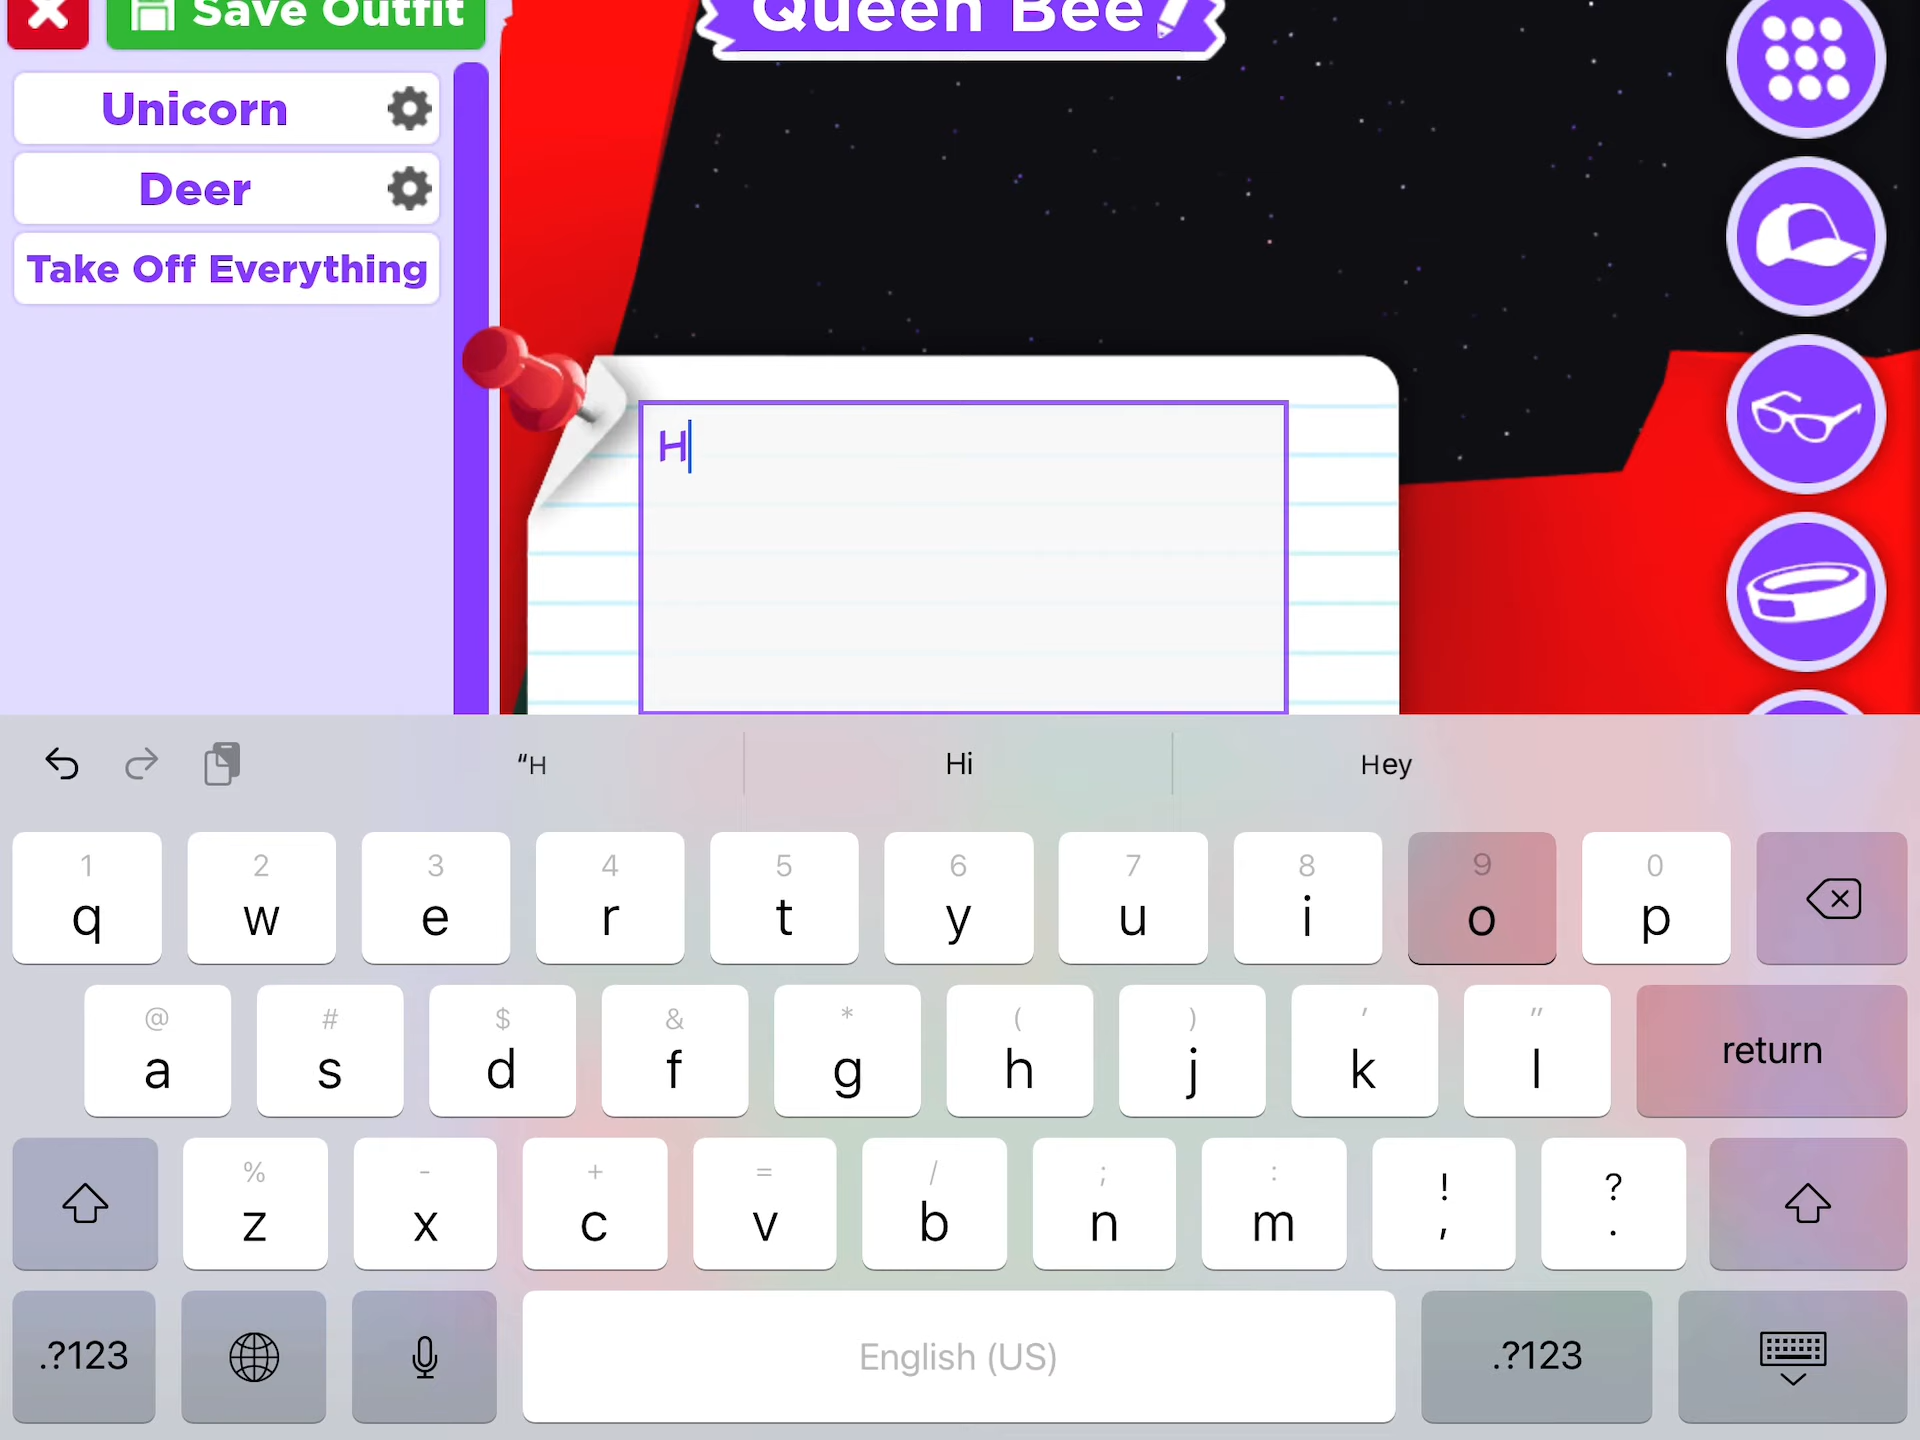 Save Outfit
Queen Bee
Unicorn
Deer
Take Off Everything
H
“H Hi Hey
1 2 3 4 5 6 7 8 9 0
q w e r t y u i o p
@ # $ & * ( ) ' "
a s d f g h j k l return
% - + = / ; : ! ?
z x c v b n m , .
.?123 English (US) .?123